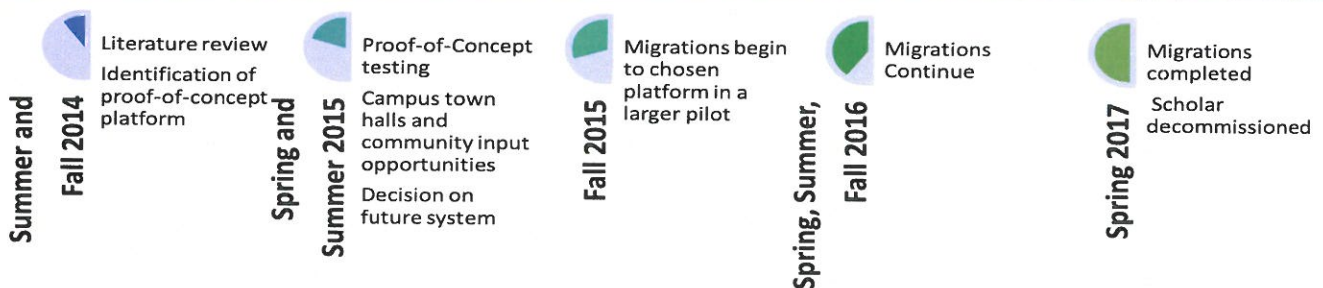 Summer and
Fall 2014
Literature review
Identification of
proof-of-concept
platform
Spring and
Summer 2015
Proof-of-Concept
testing
Campus town
halls and
community input
opportunities
Decision on
future system
Fall 2015
Migrations begin
to chosen
platform in a
larger pilot
Spring, Summer,
Fall 2016
Migrations
Continue
Spring 2017
Migrations
completed
Scholar
decommissioned